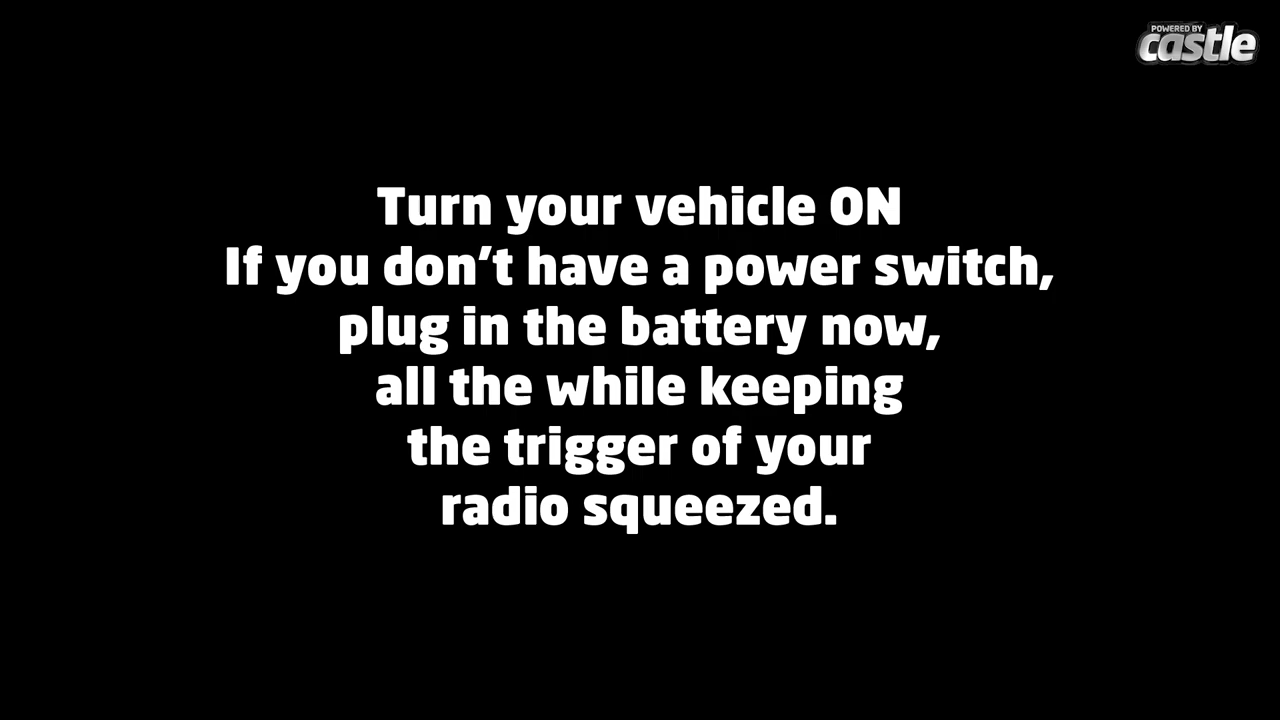 POWERED BY
castle
Turn your vehicle ON
If you don’t have a power switch,
plug in the battery now,
all the while keeping
the trigger of your
radio squeezed.